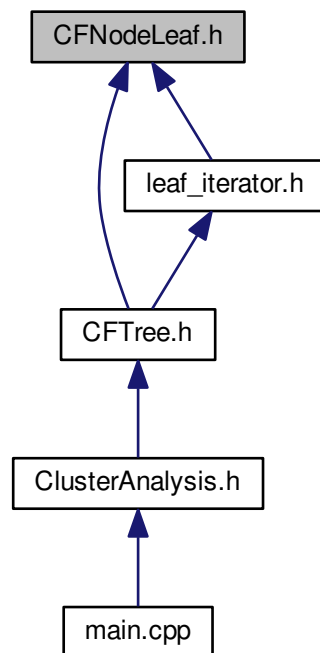 CFNodeLeaf.h
leaf_iterator.h
CFTree.h
ClusterAnalysis.h
main.cpp